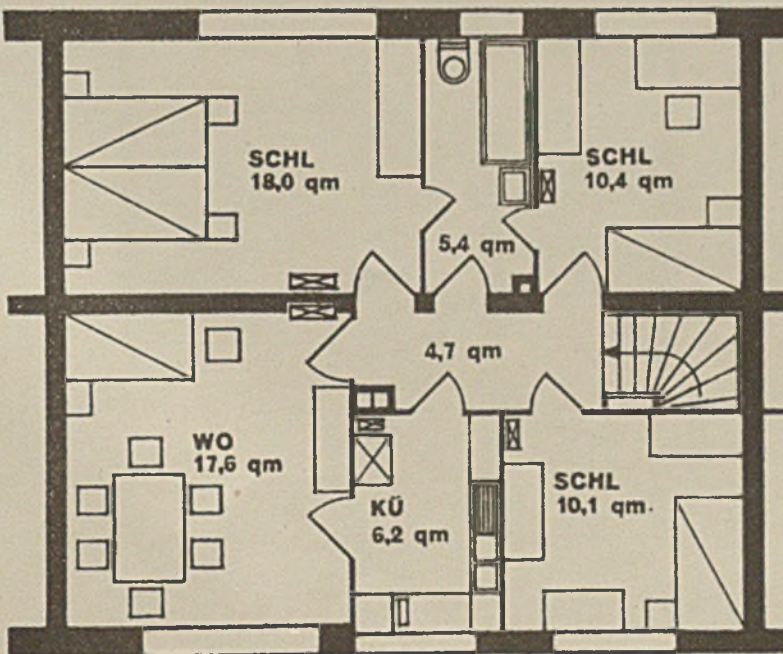 SCHL
18,0 qm
SCHL
10,4 qm
5,4 qm
4,7 qm
WO
17,6 qm
KÜ
6,2 qm
SCHL
10,1 qm.